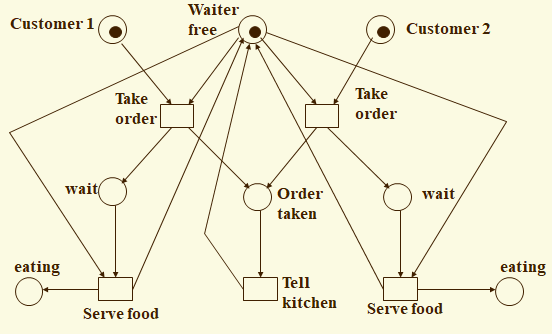 Customer 1
Waiter
free
Customer 2
Take
order
Take
order
wait
Order
taken
wait
eating
Tell
kitchen
eating
Serve food
Serve food